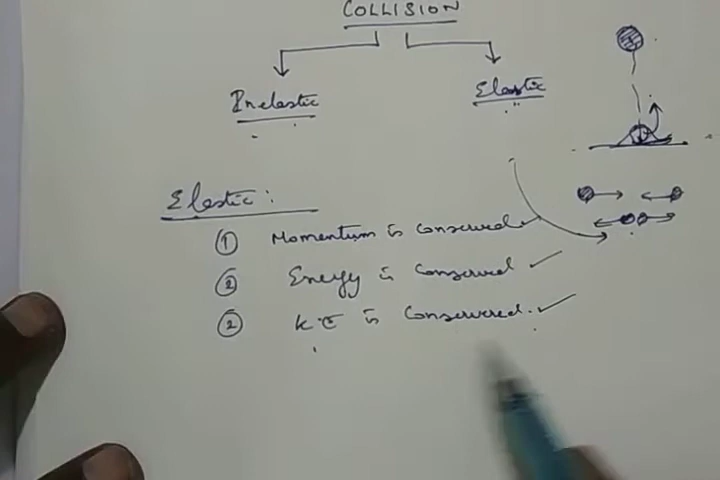 COLLISION
Inelastic Elastic
Elastic:
① Momentum is conserved
② Energy is conserved
② K E is conserved.